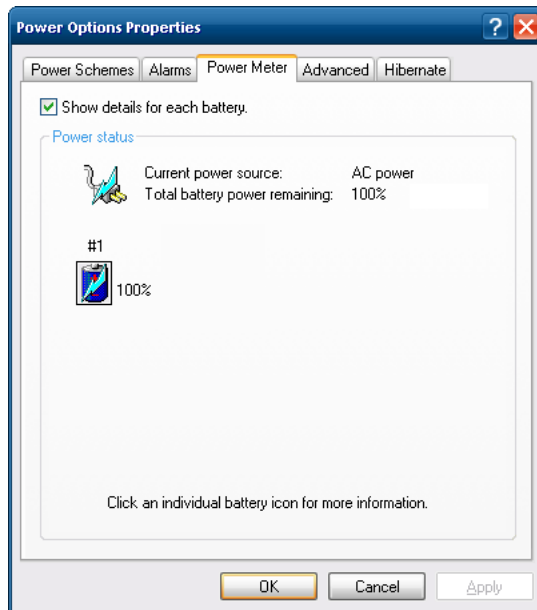 Power Options Properties
Power Schemes Alarms Power Meter Advanced Hibernate
Show details for each battery.
Power status
Current power source: AC power
Total battery power remaining: 100%
#1
100%
Click an individual battery icon for more information.
OK Cancel Apply